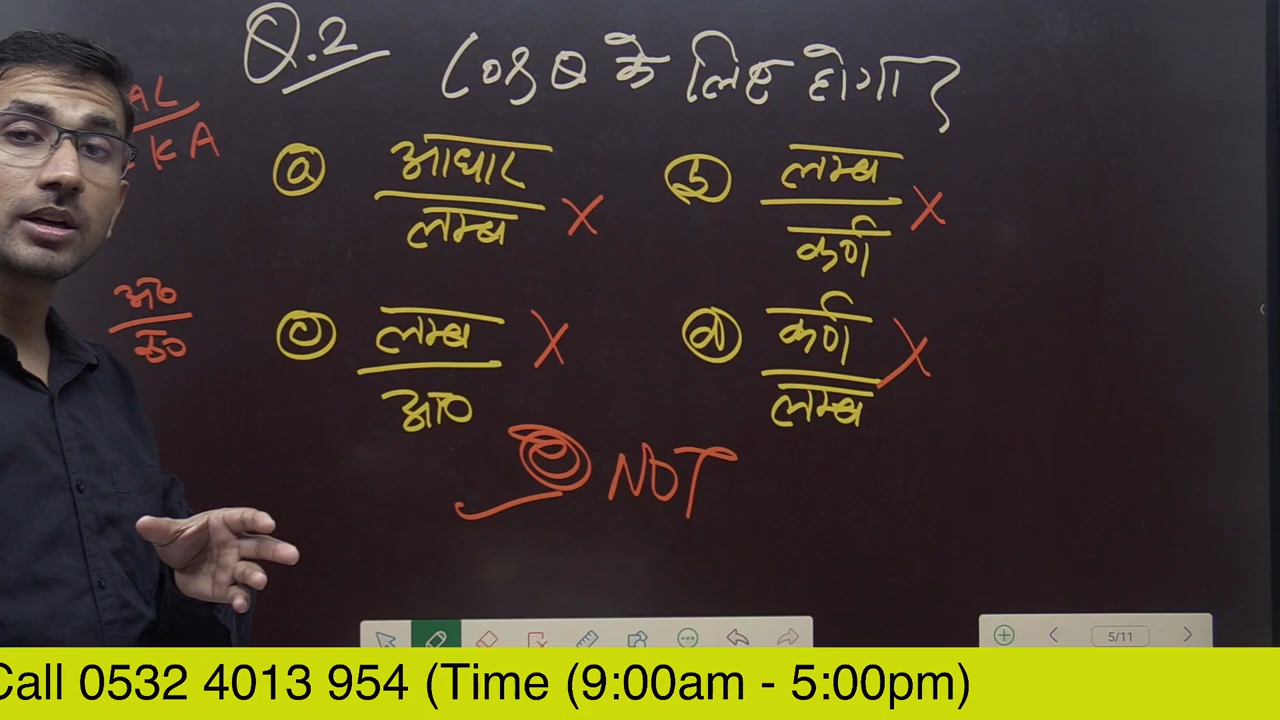 Q.2 Cosθ के लिए होगा?
AL
KA
ⓐ आधार / लम्ब ×
ⓑ लम्ब / कर्ण ×
आ०
क०
ⓒ लम्ब / आ० ×
ⓓ कर्ण / लम्ब ×
ⓔ NOT
5/11
Call 0532 4013 954 (Time (9:00am - 5:00pm)